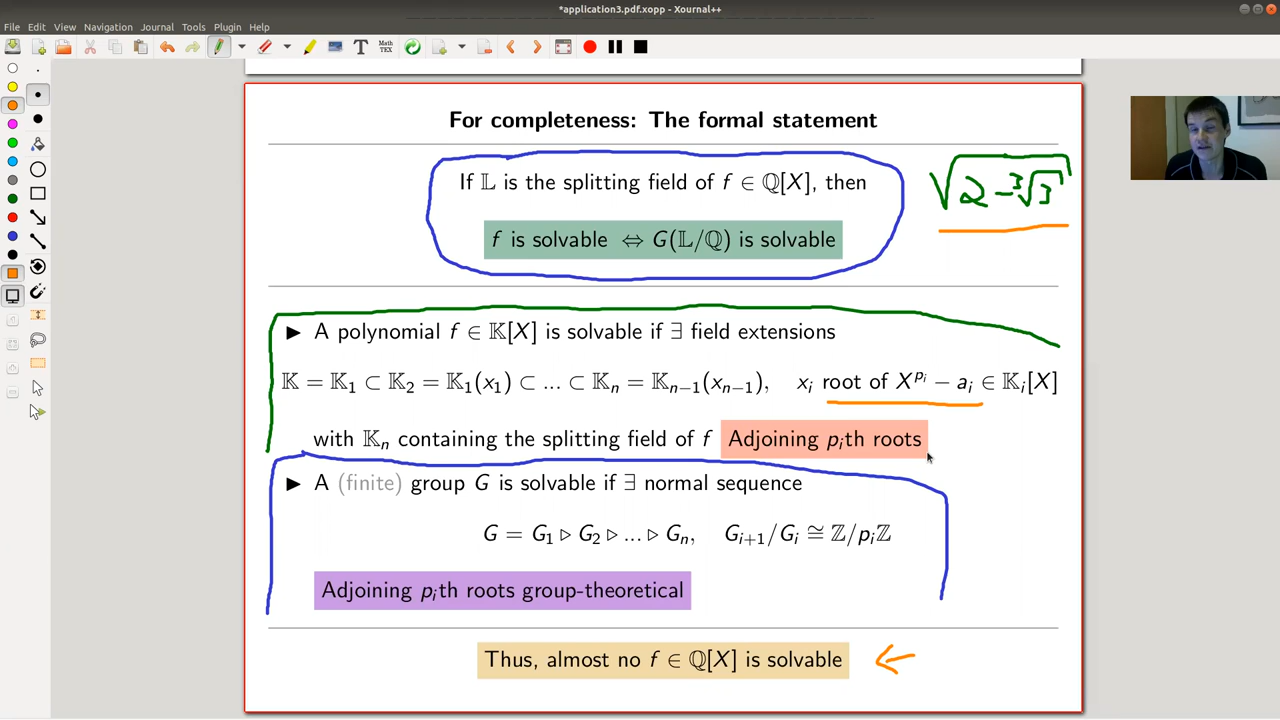 *application3.pdf.xopp - Xournal++
File Edit View Navigation Journal Tools Plugin Help
T Math TEX
For completeness: The formal statement
If 𝕃 is the splitting field of f ∈ ℚ[X], then
f is solvable ⇔ G(𝕃/ℚ) is solvable
√(2-∛3)
▶ A polynomial f ∈ 𝕂[X] is solvable if ∃ field extensions
𝕂 = 𝕂₁ ⊂ 𝕂₂ = 𝕂₁(x₁) ⊂ ... ⊂ 𝕂ₙ = 𝕂ₙ₋₁(xₙ₋₁), xᵢ root of X^{pᵢ} − aᵢ ∈ 𝕂ᵢ[X]
with 𝕂ₙ containing the splitting field of f Adjoining pᵢth roots
▶ A (finite) group G is solvable if ∃ normal sequence
G = G₁ ▷ G₂ ▷ ... ▷ Gₙ, Gᵢ₊₁/Gᵢ ≅ ℤ/pᵢℤ
Adjoining pᵢth roots group-theoretical
Thus, almost no f ∈ ℚ[X] is solvable